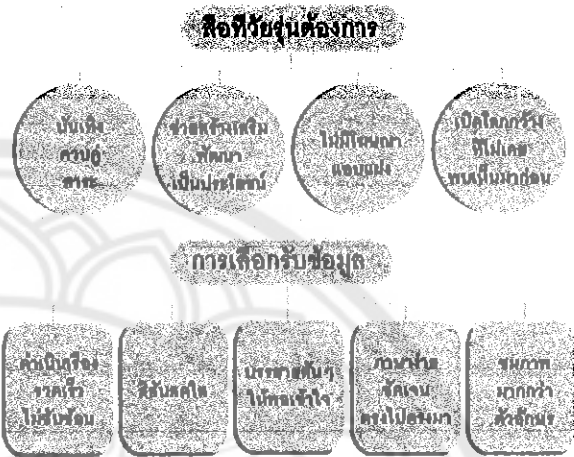 สื่อที่วัยรุ่นต้องการ
บันเทิง
ควบคู่
สาระ
ช่วยสร้างเสริม
พัฒนา
เป็นประโยชน์
ไม่มีโฆษณา
แอบแฝง
เปิดโลกกว้าง
ที่ไม่เคย
พบเห็นมาก่อน
การเลือกรับข้อมูล
ดำเนินเรื่อง
รวดเร็ว
ไม่ซับซ้อน
สีสันสดใส
บรรยายสั้นๆ
ให้พอเข้าใจ
ภาษาง่าย
ชัดเจน
ตรงไปตรงมา
ชมภาพ
มากกว่า
ตัวอักษร